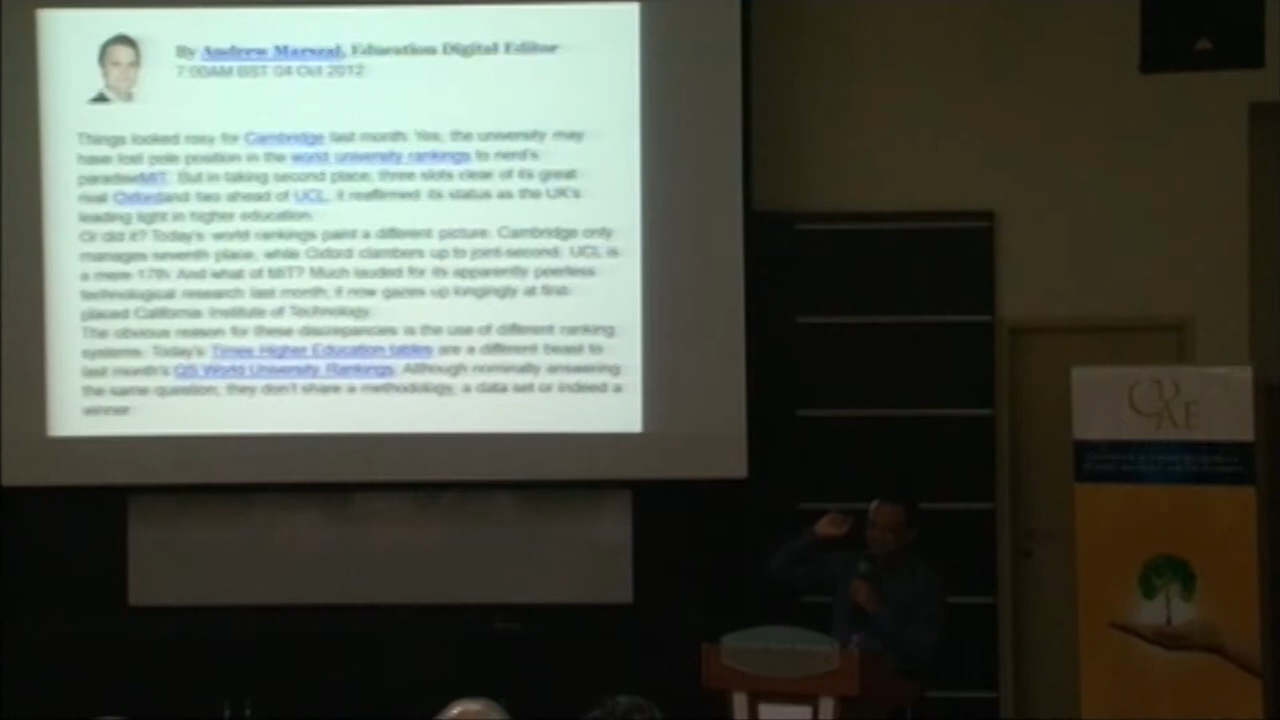 By Andrew Marszal, Education Digital Editor
7:00AM BST 04 Oct 2012
Things looked rosy for Cambridge last month. Yes, the university may
have lost pole position in the world university rankings to nerd's
paradiseMIT. But in taking second place, three slots clear of its great
rival Oxfordand two ahead of UCL, it reaffirmed its status as the UK's
leading light in higher education.
Or did it? Today's world rankings paint a different picture. Cambridge only
manages seventh place, while Oxford clambers up to joint-second. UCL is
a mere 17th. And what of MIT? Much lauded for its apparently peerless
technological research last month, it now gazes up longingly at first-
placed California Institute of Technology.
The obvious reason for these discrepancies is the use of different ranking
systems. Today's Times Higher Education tables are a different beast to
last month's QS World University Rankings. Although nominally answering
the same question, they don't share a methodology, a data set or indeed a
winner.